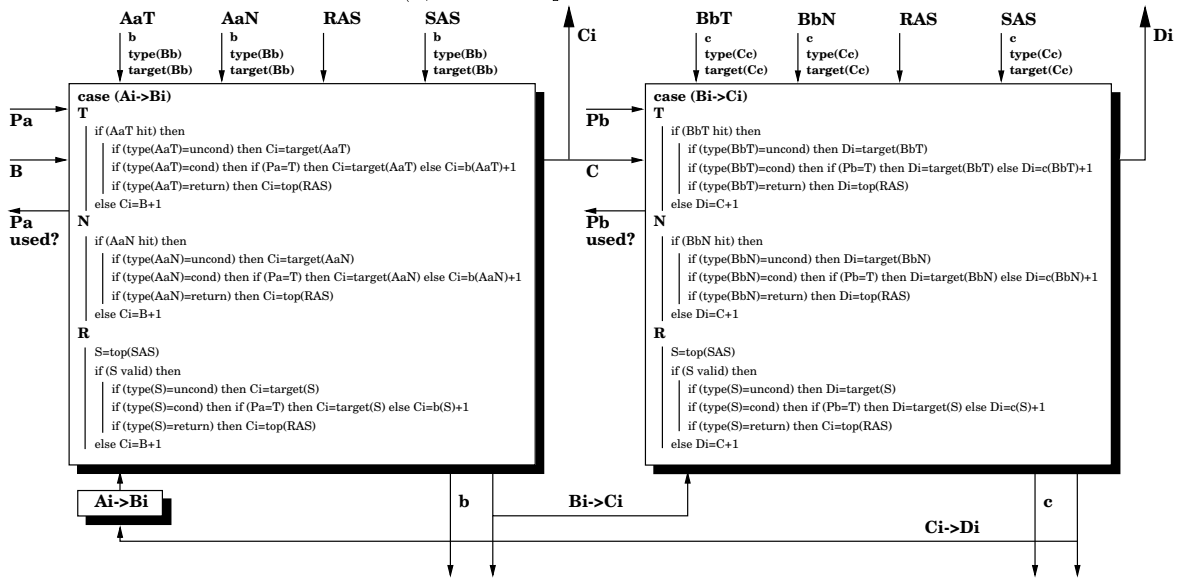 AaT AaN RAS SAS
b b b
type(Bb) type(Bb) type(Bb)
target(Bb) target(Bb) target(Bb)
Ci
Pa
B
Pa
used?
case (Ai->Bi)
T
if (AaT hit) then
if (type(AaT)=uncond) then Ci=target(AaT)
if (type(AaT)=cond) then if (Pa=T) then Ci=target(AaT) else Ci=b(AaT)+1
if (type(AaT)=return) then Ci=top(RAS)
else Ci=B+1
N
if (AaN hit) then
if (type(AaN)=uncond) then Ci=target(AaN)
if (type(AaN)=cond) then if (Pa=T) then Ci=target(AaN) else Ci=b(AaN)+1
if (type(AaN)=return) then Ci=top(RAS)
else Ci=B+1
R
S=top(SAS)
if (S valid) then
if (type(S)=uncond) then Ci=target(S)
if (type(S)=cond) then if (Pa=T) then Ci=target(S) else Ci=b(S)+1
if (type(S)=return) then Ci=top(RAS)
else Ci=B+1
Ai->Bi
b
Bi->Ci
BbT BbN RAS SAS
c c c
type(Cc) type(Cc) type(Cc)
target(Cc) target(Cc) target(Cc)
Di
Pb
C
Pb
used?
case (Bi->Ci)
T
if (BbT hit) then
if (type(BbT)=uncond) then Di=target(BbT)
if (type(BbT)=cond) then if (Pb=T) then Di=target(BbT) else Di=c(BbT)+1
if (type(BbT)=return) then Di=top(RAS)
else Di=C+1
N
if (BbN hit) then
if (type(BbN)=uncond) then Di=target(BbN)
if (type(BbN)=cond) then if (Pb=T) then Di=target(BbN) else Di=c(BbN)+1
if (type(BbN)=return) then Di=top(RAS)
else Di=C+1
R
S=top(SAS)
if (S valid) then
if (type(S)=uncond) then Di=target(S)
if (type(S)=cond) then if (Pb=T) then Di=target(S) else Di=c(S)+1
if (type(S)=return) then Ci=top(RAS)
else Di=C+1
c
Ci->Di